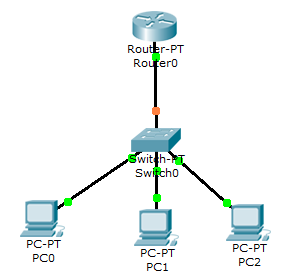 Router-PT
Router0
Switch-PT
Switch0
PC-PT
PC0
PC-PT
PC1
PC-PT
PC2